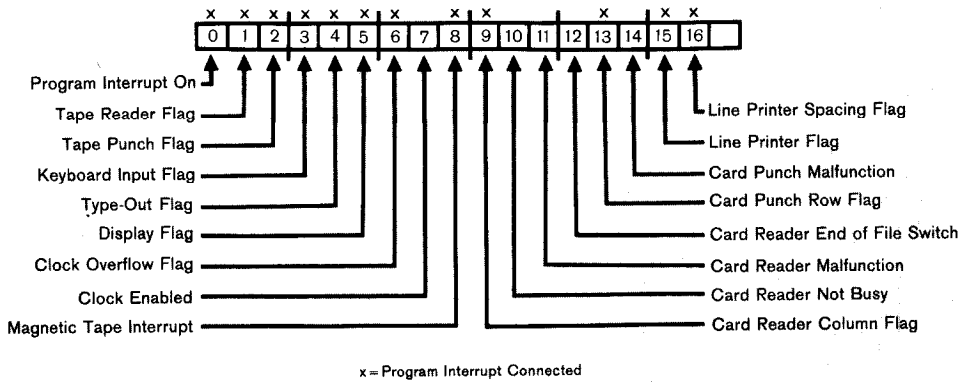 x x x x x x x x x x x x x
0 1 2 3 4 5 6 7 8 9 10 11 12 13 14 15 16
Program Interrupt On
Tape Reader Flag
Tape Punch Flag
Keyboard Input Flag
Type-Out Flag
Display Flag
Clock Overflow Flag
Clock Enabled
Magnetic Tape Interrupt
Line Printer Spacing Flag
Line Printer Flag
Card Punch Malfunction
Card Punch Row Flag
Card Reader End of File Switch
Card Reader Malfunction
Card Reader Not Busy
Card Reader Column Flag
x = Program Interrupt Connected